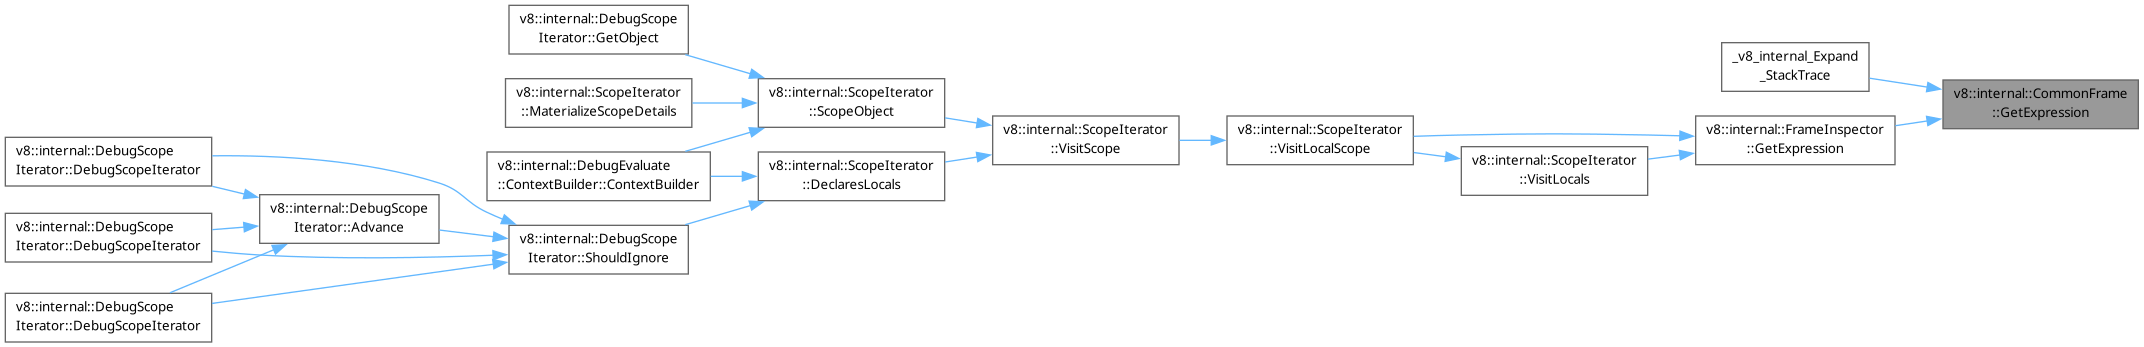 v8::internal::DebugScope
Iterator::GetObject
_v8_internal_Expand
_StackTrace
v8::internal::ScopeIterator
::MaterializeScopeDetails
v8::internal::ScopeIterator
::ScopeObject
v8::internal::CommonFrame
::GetExpression
v8::internal::ScopeIterator
::VisitScope
v8::internal::ScopeIterator
::VisitLocalScope
v8::internal::FrameInspector
::GetExpression
v8::internal::DebugScope
Iterator::DebugScopeIterator
v8::internal::DebugEvaluate
::ContextBuilder::ContextBuilder
v8::internal::ScopeIterator
::DeclaresLocals
v8::internal::ScopeIterator
::VisitLocals
v8::internal::DebugScope
Iterator::Advance
v8::internal::DebugScope
Iterator::DebugScopeIterator
v8::internal::DebugScope
Iterator::ShouldIgnore
v8::internal::DebugScope
Iterator::DebugScopeIterator